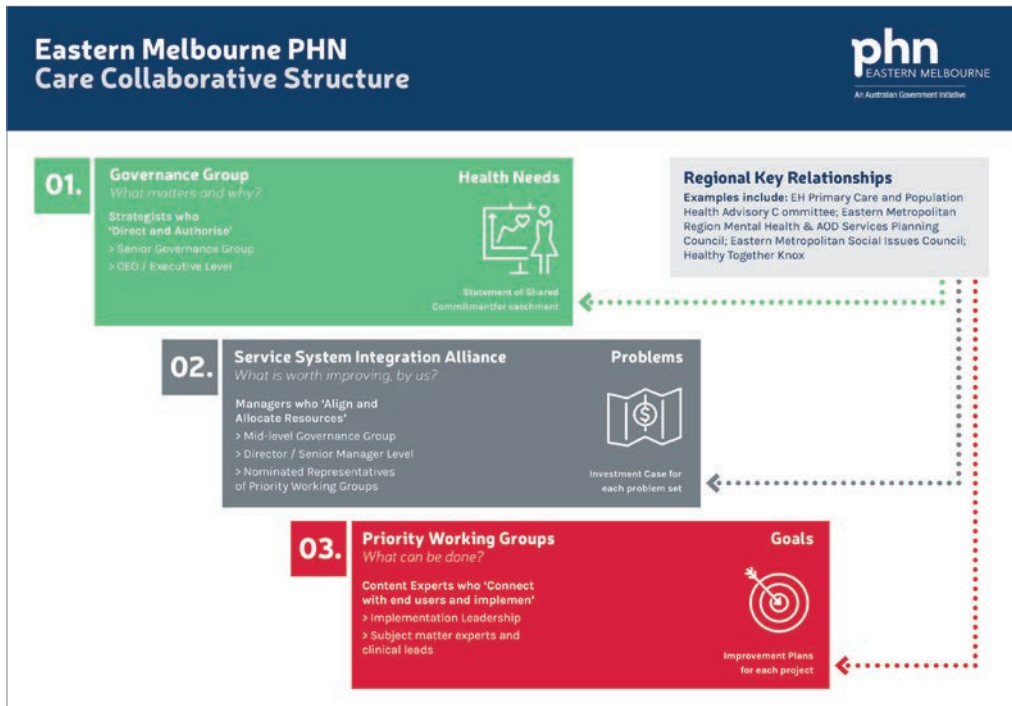 Eastern Melbourne PHN
Care Collaborative Structure
phn
EASTERN MELBOURNE
An Australian Government Initiative
01.
Governance Group
What matters and why?
Strategists who
'Direct and Authorise'
> Senior Governance Group
> CEO / Executive Level
Health Needs
Statement of Shared
Commitmentfor catchment
Regional Key Relationships
Examples include: EH Primary Care and Population
Health Advisory C ommittee; Eastern Metropolitan
Region Mental Health & AOD Services Planning
Council; Eastern Metropolitan Social Issues Council;
Healthy Together Knox
02.
Service System Integration Alliance
What is worth improving, by us?
Managers who 'Align and
Allocate Resources'
> Mid-level Governance Group
> Director / Senior Manager Level
> Nominated Representatives
of Priority Working Groups
Problems
$
Investment Case for
each problem set
03.
Priority Working Groups
What can be done?
Content Experts who 'Connect
with end users and implemen'
> Implementation Leadership
> Subject matter experts and
clinical leads
Goals
Improvement Plans
for each project